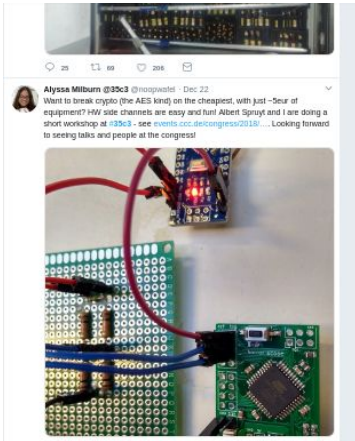 25 69 206
Alyssa Milburn @35c3 @noopwafel · Dec 22
Want to break crypto (the AES kind) on the cheapiest, with just ~5eur of
equipment? HW side channels are easy and fun! Albert Spruyt and I are doing a
short workshop at #35c3 - see events.ccc.de/congress/2018/.... Looking forward
to seeing talks and people at the congress!